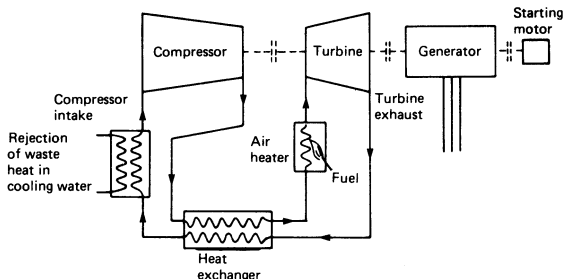 Starting
motor
Compressor
Turbine
Generator
Compressor
intake
Turbine
exhaust
Rejection
of waste
heat in
cooling water
Air
heater
Fuel
Heat
exchanger